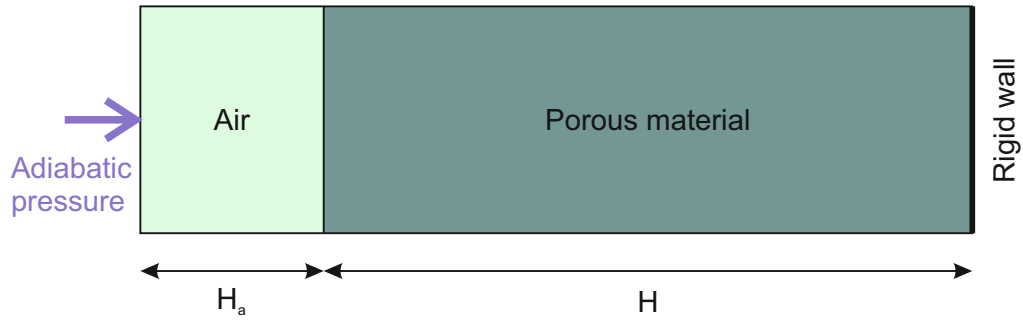 Air
Porous material
Rigid wall
Adiabatic
pressure
Hₐ
H